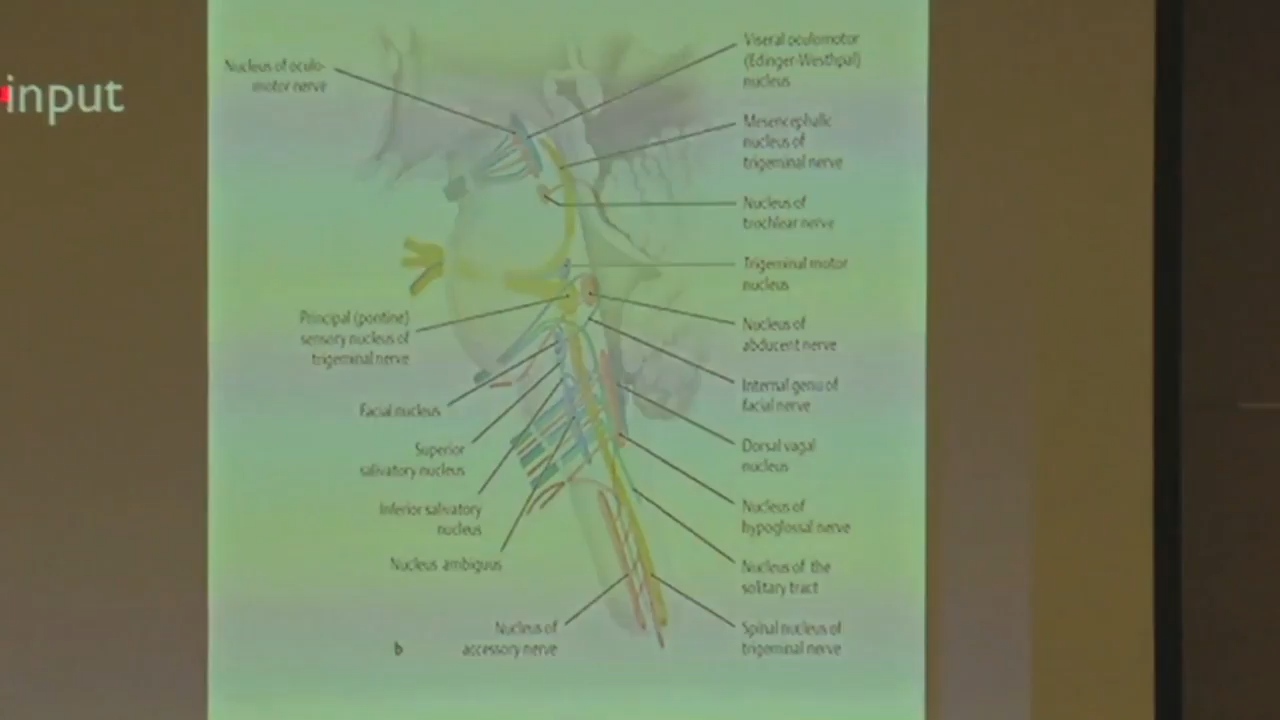 input
Nucleus of oculo-
motor nerve
Principal (pontine)
sensory nucleus of
trigeminal nerve
Facial nucleus
Superior
salivatory nucleus
Inferior salivatory
nucleus
Nucleus ambiguus
Nucleus of
accessory nerve
b
Viseral oculomotor
(Edinger-Westhpal)
nucleus
Mesencephalic
nucleus of
trigeminal nerve
Nucleus of
trochlear nerve
Trigeminal motor
nucleus
Nucleus of
abducent nerve
Internal genu of
facial nerve
Dorsal vagal
nucleus
Nucleus of
hypoglossal nerve
Nucleus of the
solitary tract
Spinal nucleus of
trigeminal nerve